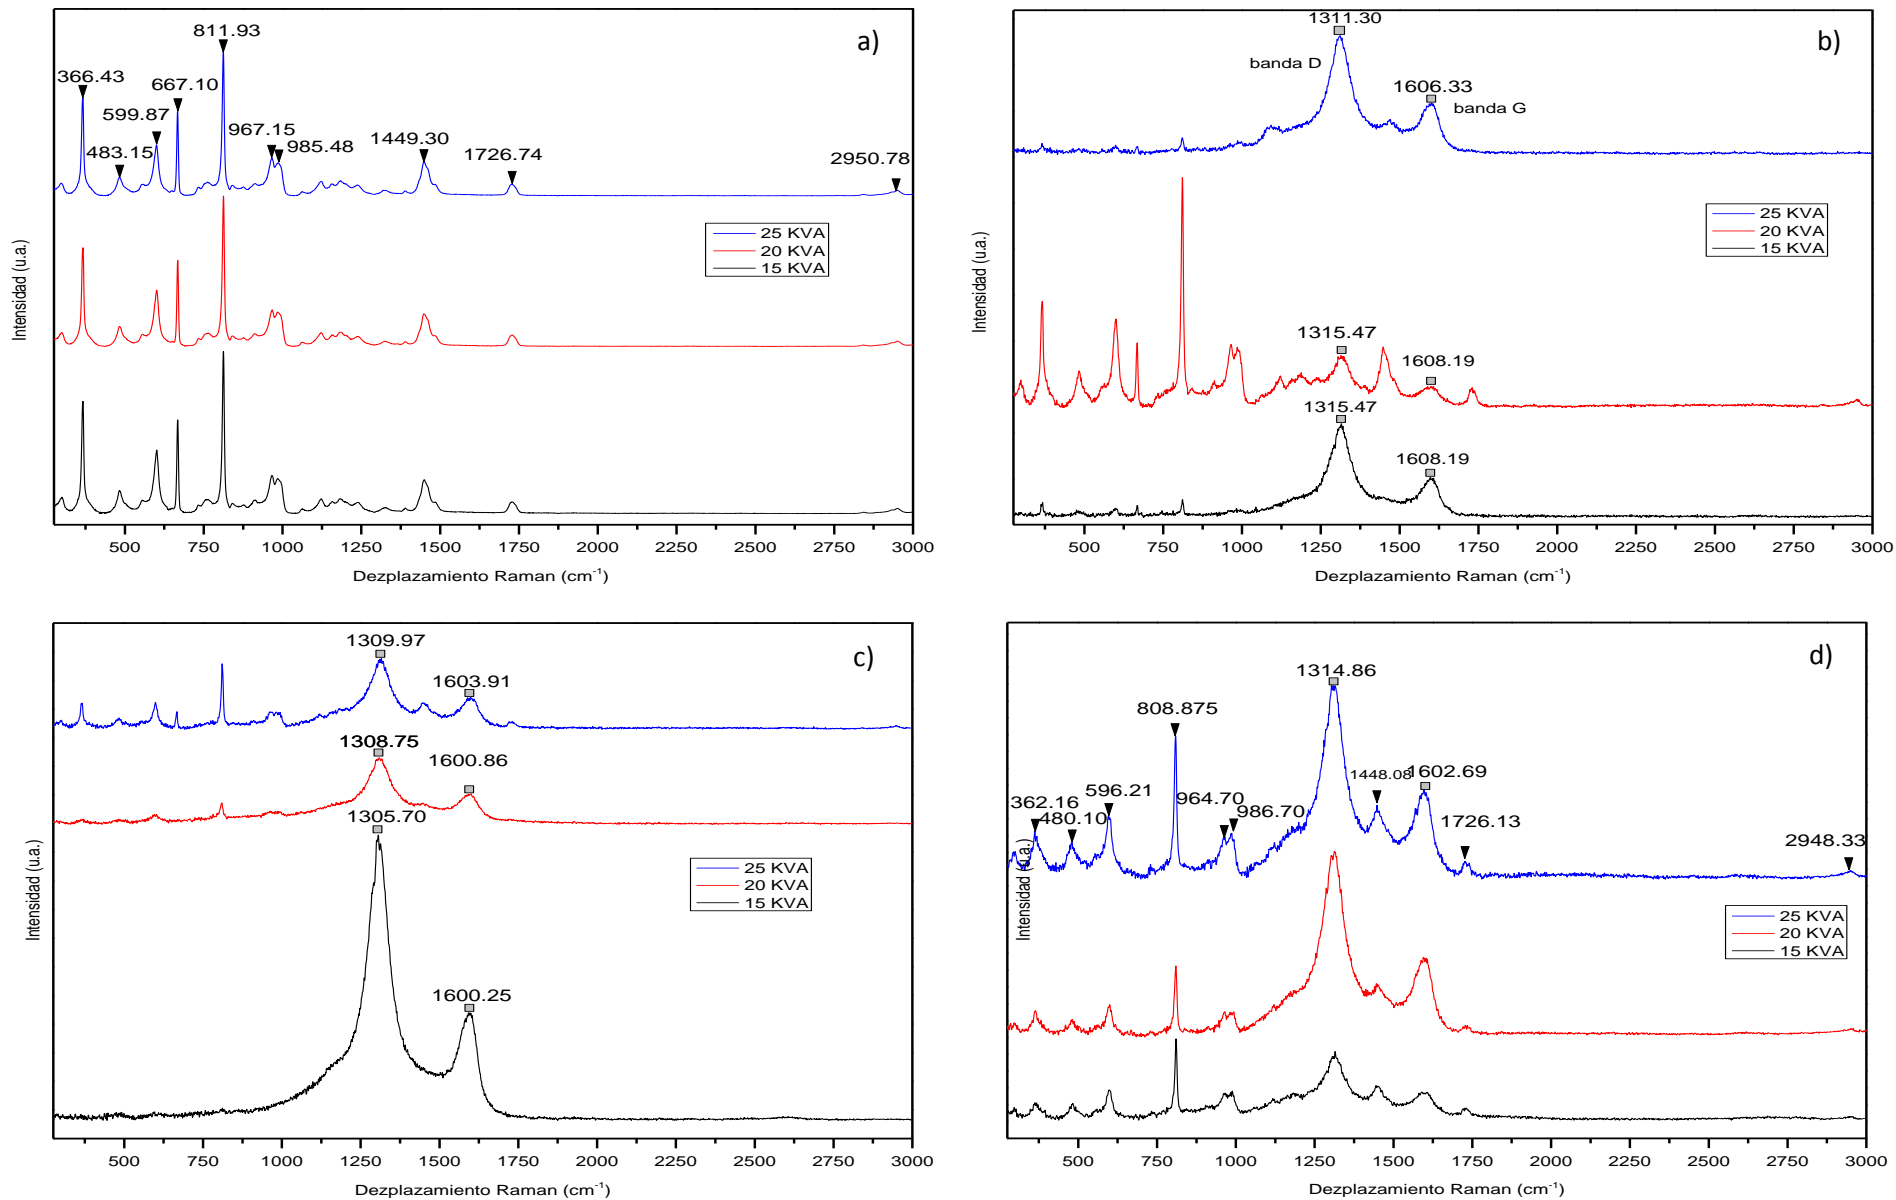 a)
811.93
366.43
667.10
599.87
483.15
967.15
985.48
1449.30
1726.74
2950.78
25 KVA
20 KVA
15 KVA
Intensidad (u.a.)
500 750 1000 1250 1500 1750 2000 2250 2500 2750 3000
Dezplazamiento Raman (cm-1)
b)
1311.30
banda D
1606.33
banda G
25 KVA
20 KVA
15 KVA
1315.47
1608.19
1315.47
1608.19
Intensidad (u.a.)
500 750 1000 1250 1500 1750 2000 2250 2500 2750 3000
Dezplazamiento Raman (cm-1)
c)
1309.97
1603.91
1308.75
1600.86
1305.70
1600.25
25 KVA
20 KVA
15 KVA
Intensidad (u.a.)
500 750 1000 1250 1500 1750 2000 2250 2500 2750 3000
Dezplazamiento Raman (cm-1)
d)
1314.86
808.875
1448.08
1602.69
596.21
362.16
480.10
964.70
986.70
1726.13
2948.33
25 KVA
20 KVA
15 KVA
Intensidad (u.a.)
500 750 1000 1250 1500 1750 2000 2250 2500 2750 3000
Dezplazamiento Raman (cm-1)